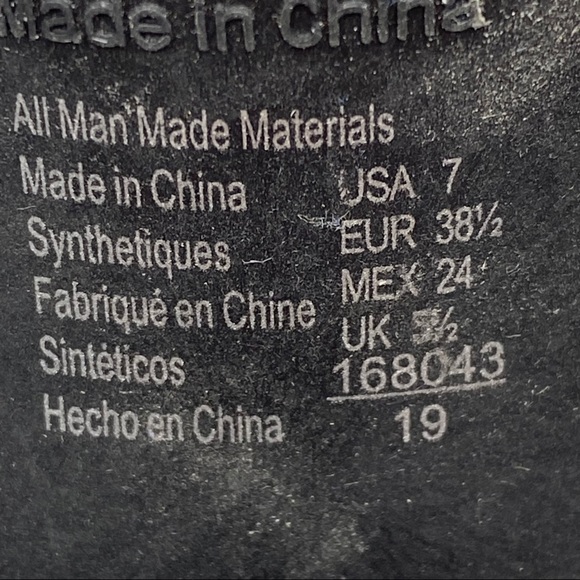 Made in China
All Man Made Materials
Made in China
Synthetiques
Fabriqué en Chine
Sintéticos
Hecho en China
USA 7
EUR 38½
MEX 24
UK 5½
168043
19